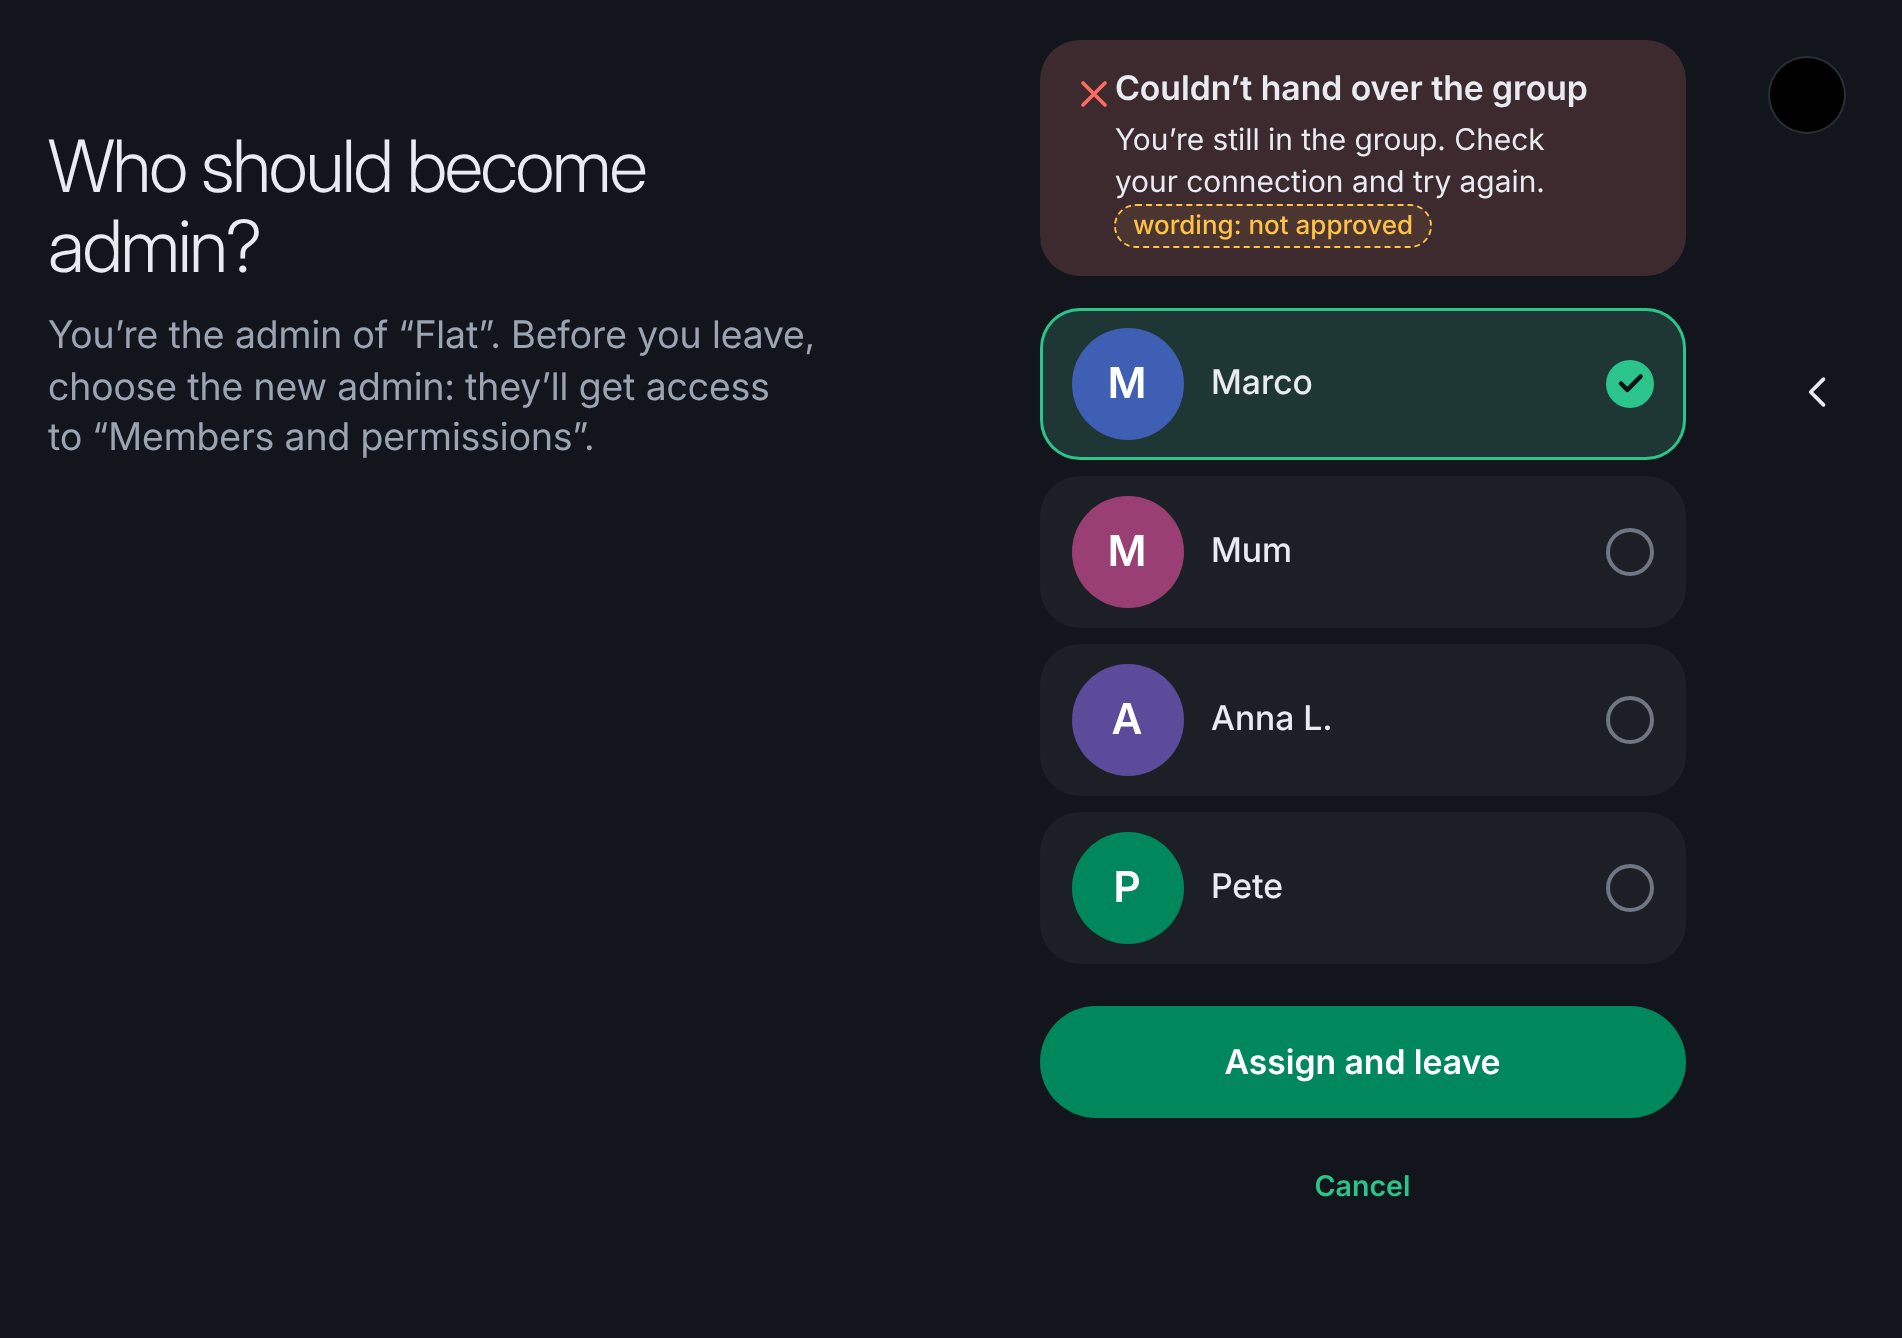 Who should become
admin?
You’re the admin of “Flat”. Before you leave,
choose the new admin: they’ll get access
to “Members and permissions”.
Couldn’t hand over the group
You’re still in the group. Check
your connection and try again.
wording: not approved
M Marco
M Mum
A Anna L.
P Pete
Assign and leave
Cancel